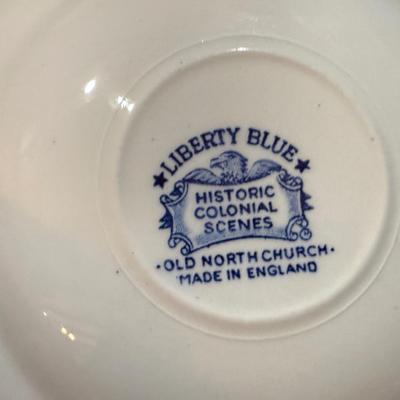 ★LIBERTY BLUE★
HISTORIC
COLONIAL
SCENES
·OLD NORTH CHURCH·
MADE IN ENGLAND